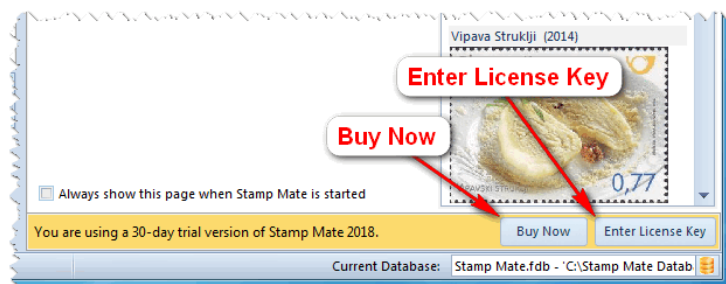 Vipava Struklji (2014)
Enter License Key
Buy Now
VIPAVSKI ŠTRUKLJI
0,77
Always show this page when Stamp Mate is started
You are using a 30-day trial version of Stamp Mate 2018.
Buy Now
Enter License Key
Current Database:
Stamp Mate.fdb - 'C:\Stamp Mate Datab